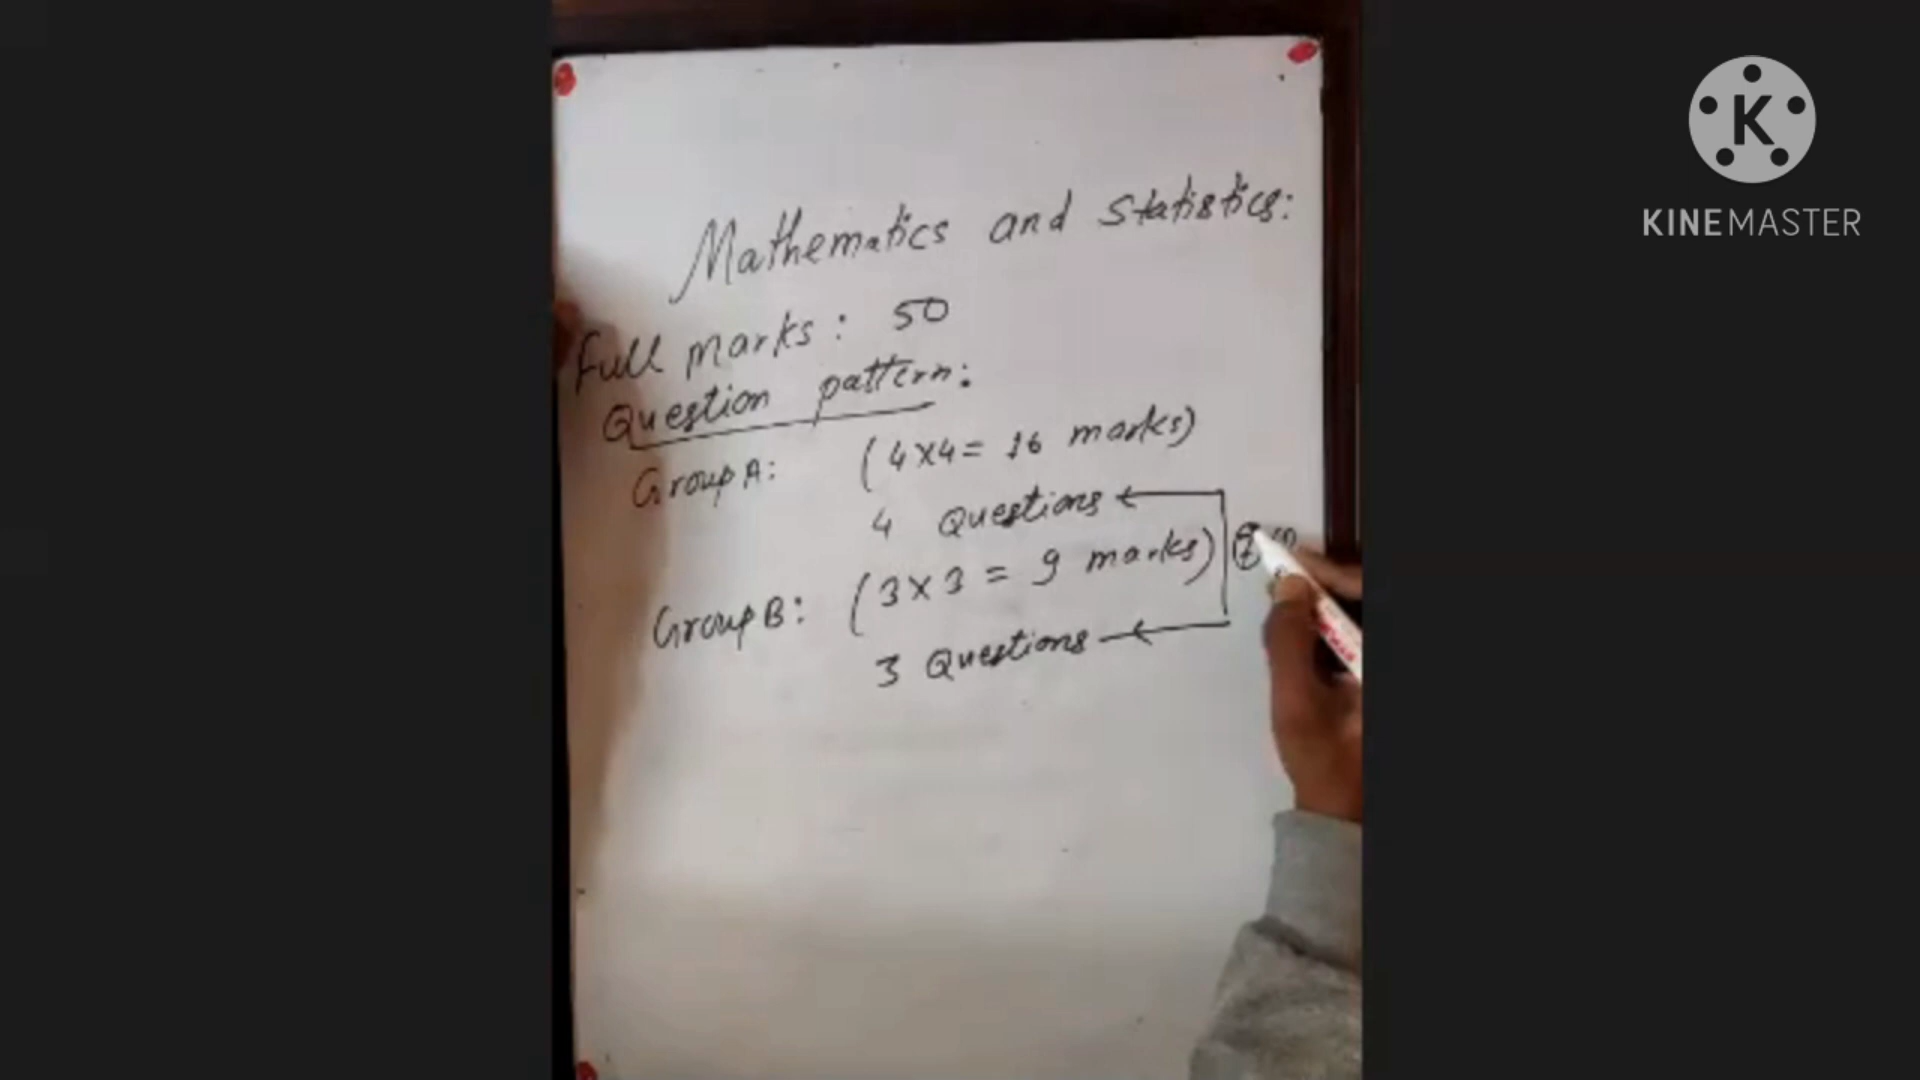 Mathematics and Statistics:
Full Marks: 50
Question pattern:
Group A: (4x4= 16 marks)
4 Questions
Group B: (3x3 = 9 marks)
3 Questions
K
KINEMASTER